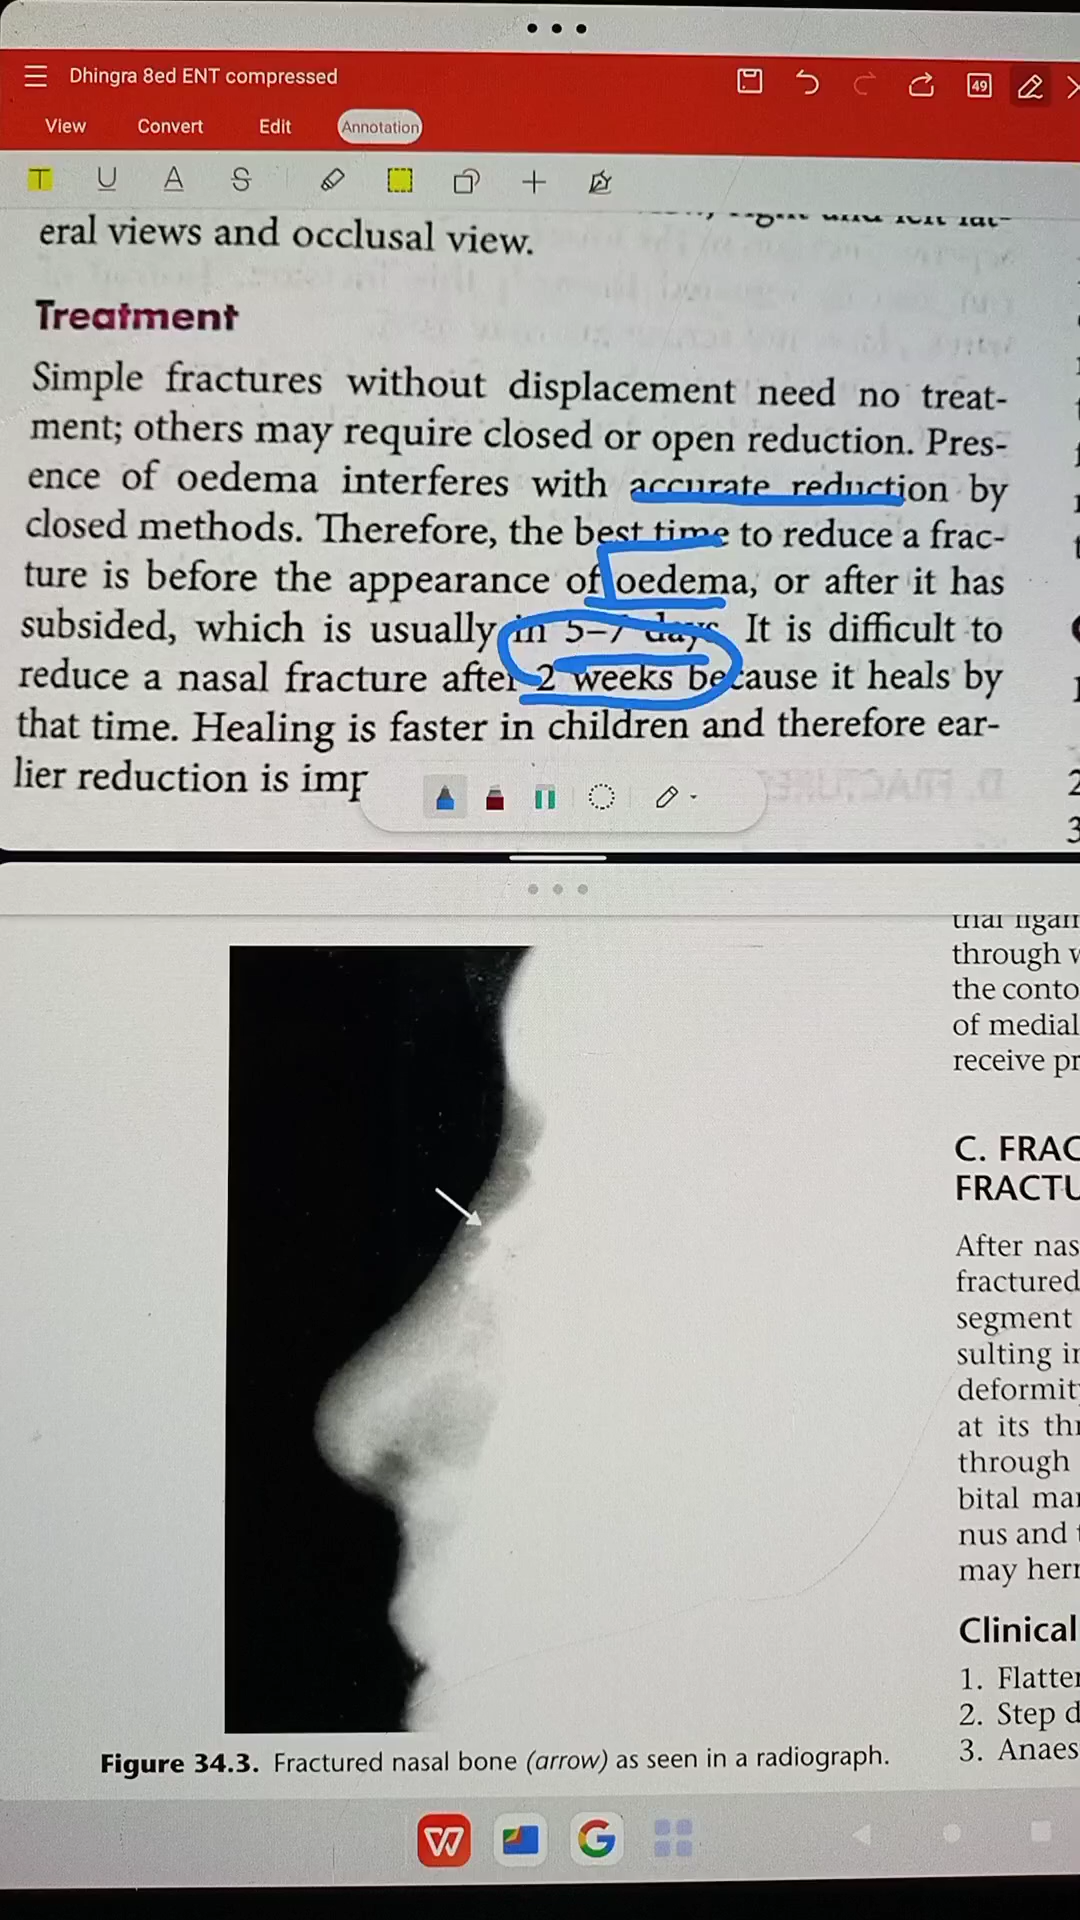 Dhingra 8ed ENT compressed
49
View Convert Edit Annotation
T U A S
eral views and occlusal view.
Treatment
Simple fractures without displacement need no treat-
ment; others may require closed or open reduction. Pres-
ence of oedema interferes with accurate reduction by
closed methods. Therefore, the best time to reduce a frac-
ture is before the appearance of oedema, or after it has
subsided, which is usually in 5–7 days. It is difficult to
reduce a nasal fracture after 2 weeks because it heals by
that time. Healing is faster in children and therefore ear-
lier reduction is imp
2
3
through
the conto
of medial
receive pr
C. FRAC
FRACTU
After nas
fractured
segment
sulting in
deformity
at its thr
through
bital mar
nus and t
may herr
Clinical
1. Flatter
2. Step d
3. Anaes
Figure 34.3. Fractured nasal bone (arrow) as seen in a radiograph.
W
G